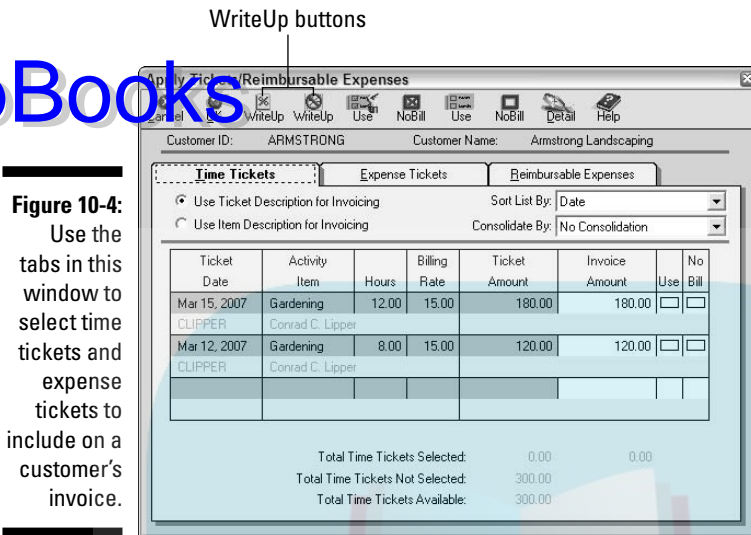 WriteUp buttons
oBooks
Apply Tickets/Reimbursable Expenses
Cancel OK WriteUp WriteUp Use NoBill Use NoBill Detail Help
Customer ID: ARMSTRONG Customer Name: Armstrong Landscaping
Time Tickets Expense Tickets Reimbursable Expenses
Use Ticket Description for Invoicing Sort List By: Date
Use Item Description for Invoicing Consolidate By: No Consolidation
Ticket Activity Billing Ticket Invoice No
Date Item Hours Rate Amount Amount Use Bill
Mar 15, 2007 Gardening 12.00 15.00 180.00 180.00
CLIPPER Conrad C. Lipper
Mar 12, 2007 Gardening 8.00 15.00 120.00 120.00
CLIPPER Conrad C. Lipper
Total Time Tickets Selected: 0.00 0.00
Total Time Tickets Not Selected: 300.00
Total Time Tickets Available: 300.00
Figure 10-4:
Use the
tabs in this
window to
select time
tickets and
expense
tickets to
include on a
customer's
invoice.